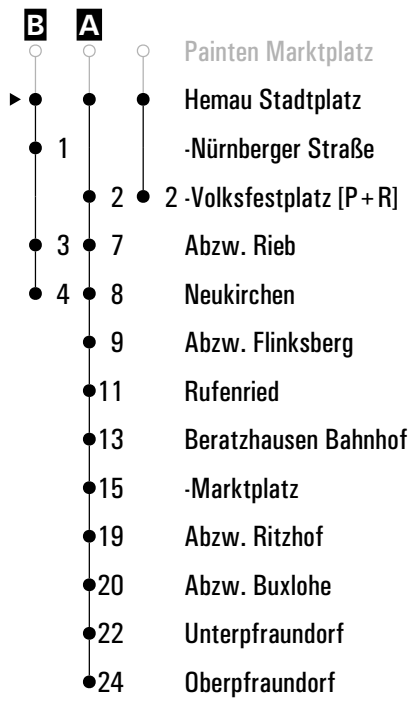 B A
Painten Marktplatz
Hemau Stadtplatz
1 -Nürnberger Straße
2 2 -Volksfestplatz [P+R]
3 7 Abzw. Rieb
4 8 Neukirchen
9 Abzw. Flinksberg
11 Rufenried
13 Beratzhausen Bahnhof
15 -Marktplatz
19 Abzw. Ritzhof
20 Abzw. Buxlohe
22 Unterpfraundorf
24 Oberpfraundorf